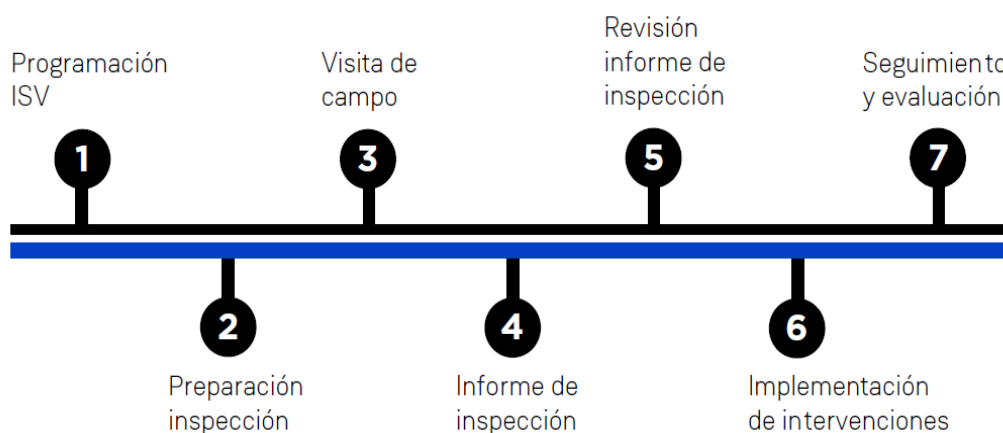 Programación
ISV
1
2
Preparación
inspección
Visita de
campo
3
4
Informe de
inspección
Revisión
informe de
inspección
5
6
Implementación
de intervenciones
Seguimiento
y evaluación
7